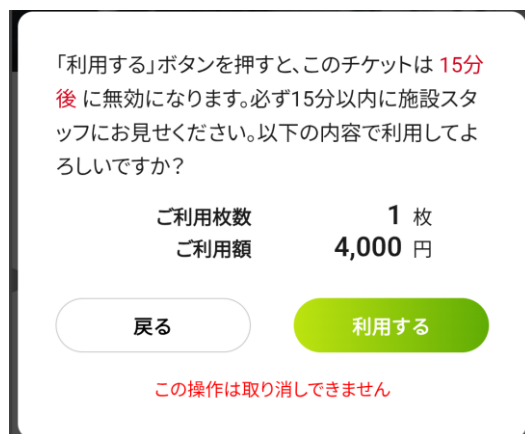 「利用する」ボタンを押すと、このチケットは 15分
後 に無効になります。必ず15分以内に施設スタ
ッフにお見せください。以下の内容で利用してよ
ろしいですか？
ご利用枚数 1 枚
ご利用額 4,000 円
戻る 利用する
この操作は取り消しできません